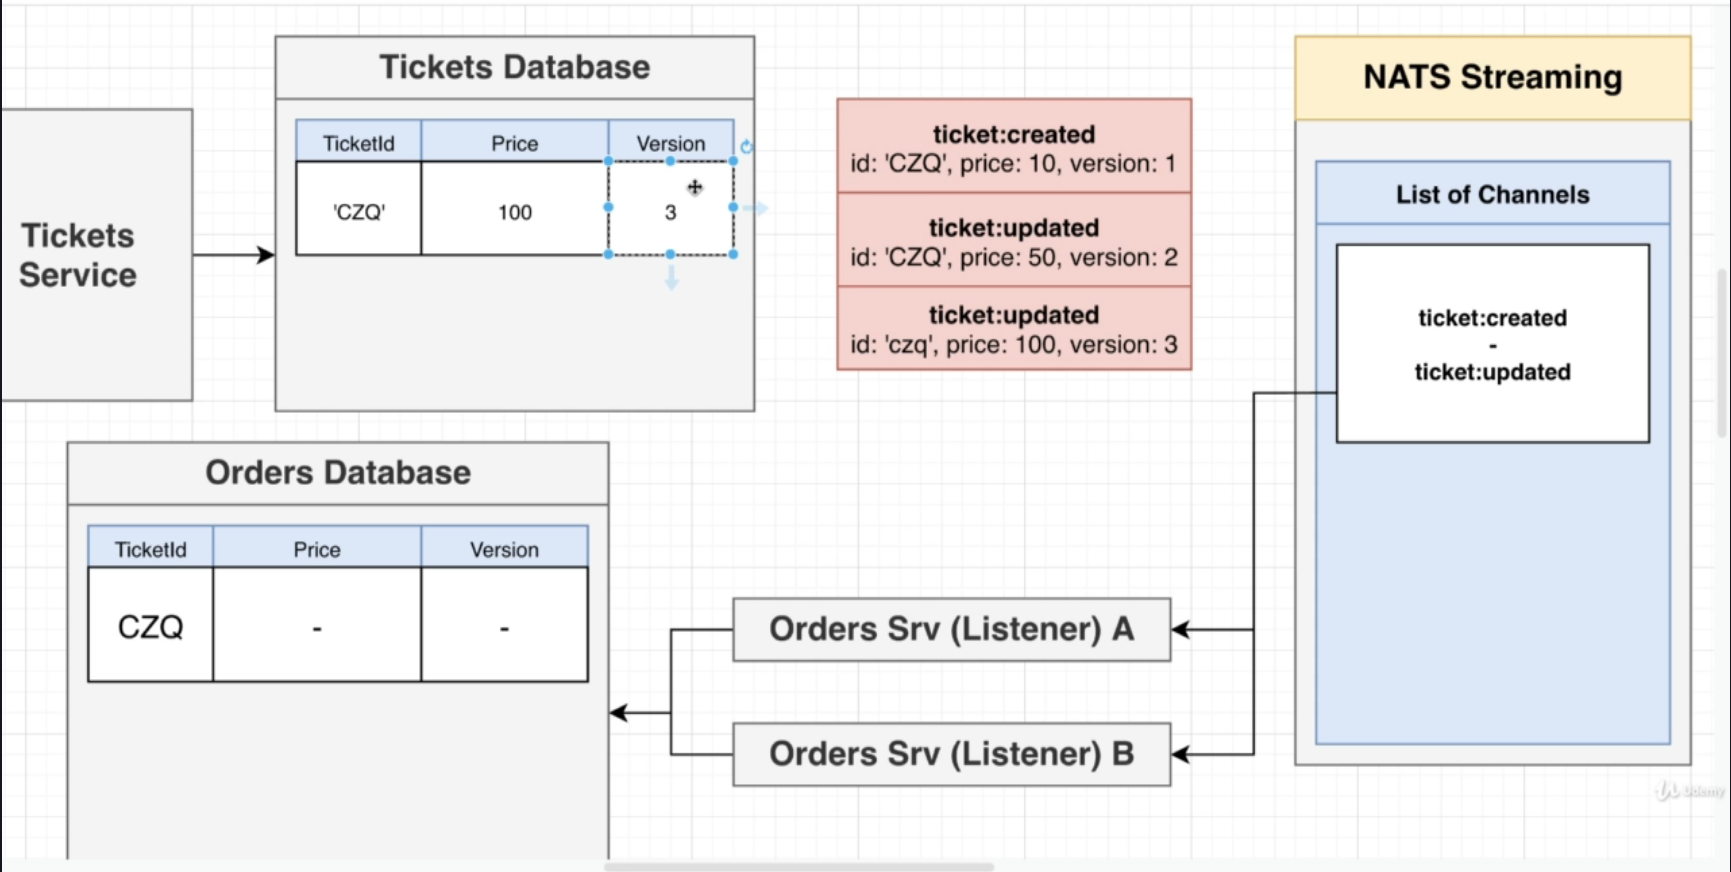 Tickets Database
TicketId Price Version
'CZQ' 100 3
Tickets
Service
ticket:created
id: 'CZQ', price: 10, version: 1
ticket:updated
id: 'CZQ', price: 50, version: 2
ticket:updated
id: 'czq', price: 100, version: 3
NATS Streaming
List of Channels
ticket:created
-
ticket:updated
Orders Database
TicketId Price Version
CZQ - -
Orders Srv (Listener) A
Orders Srv (Listener) B
Udemy